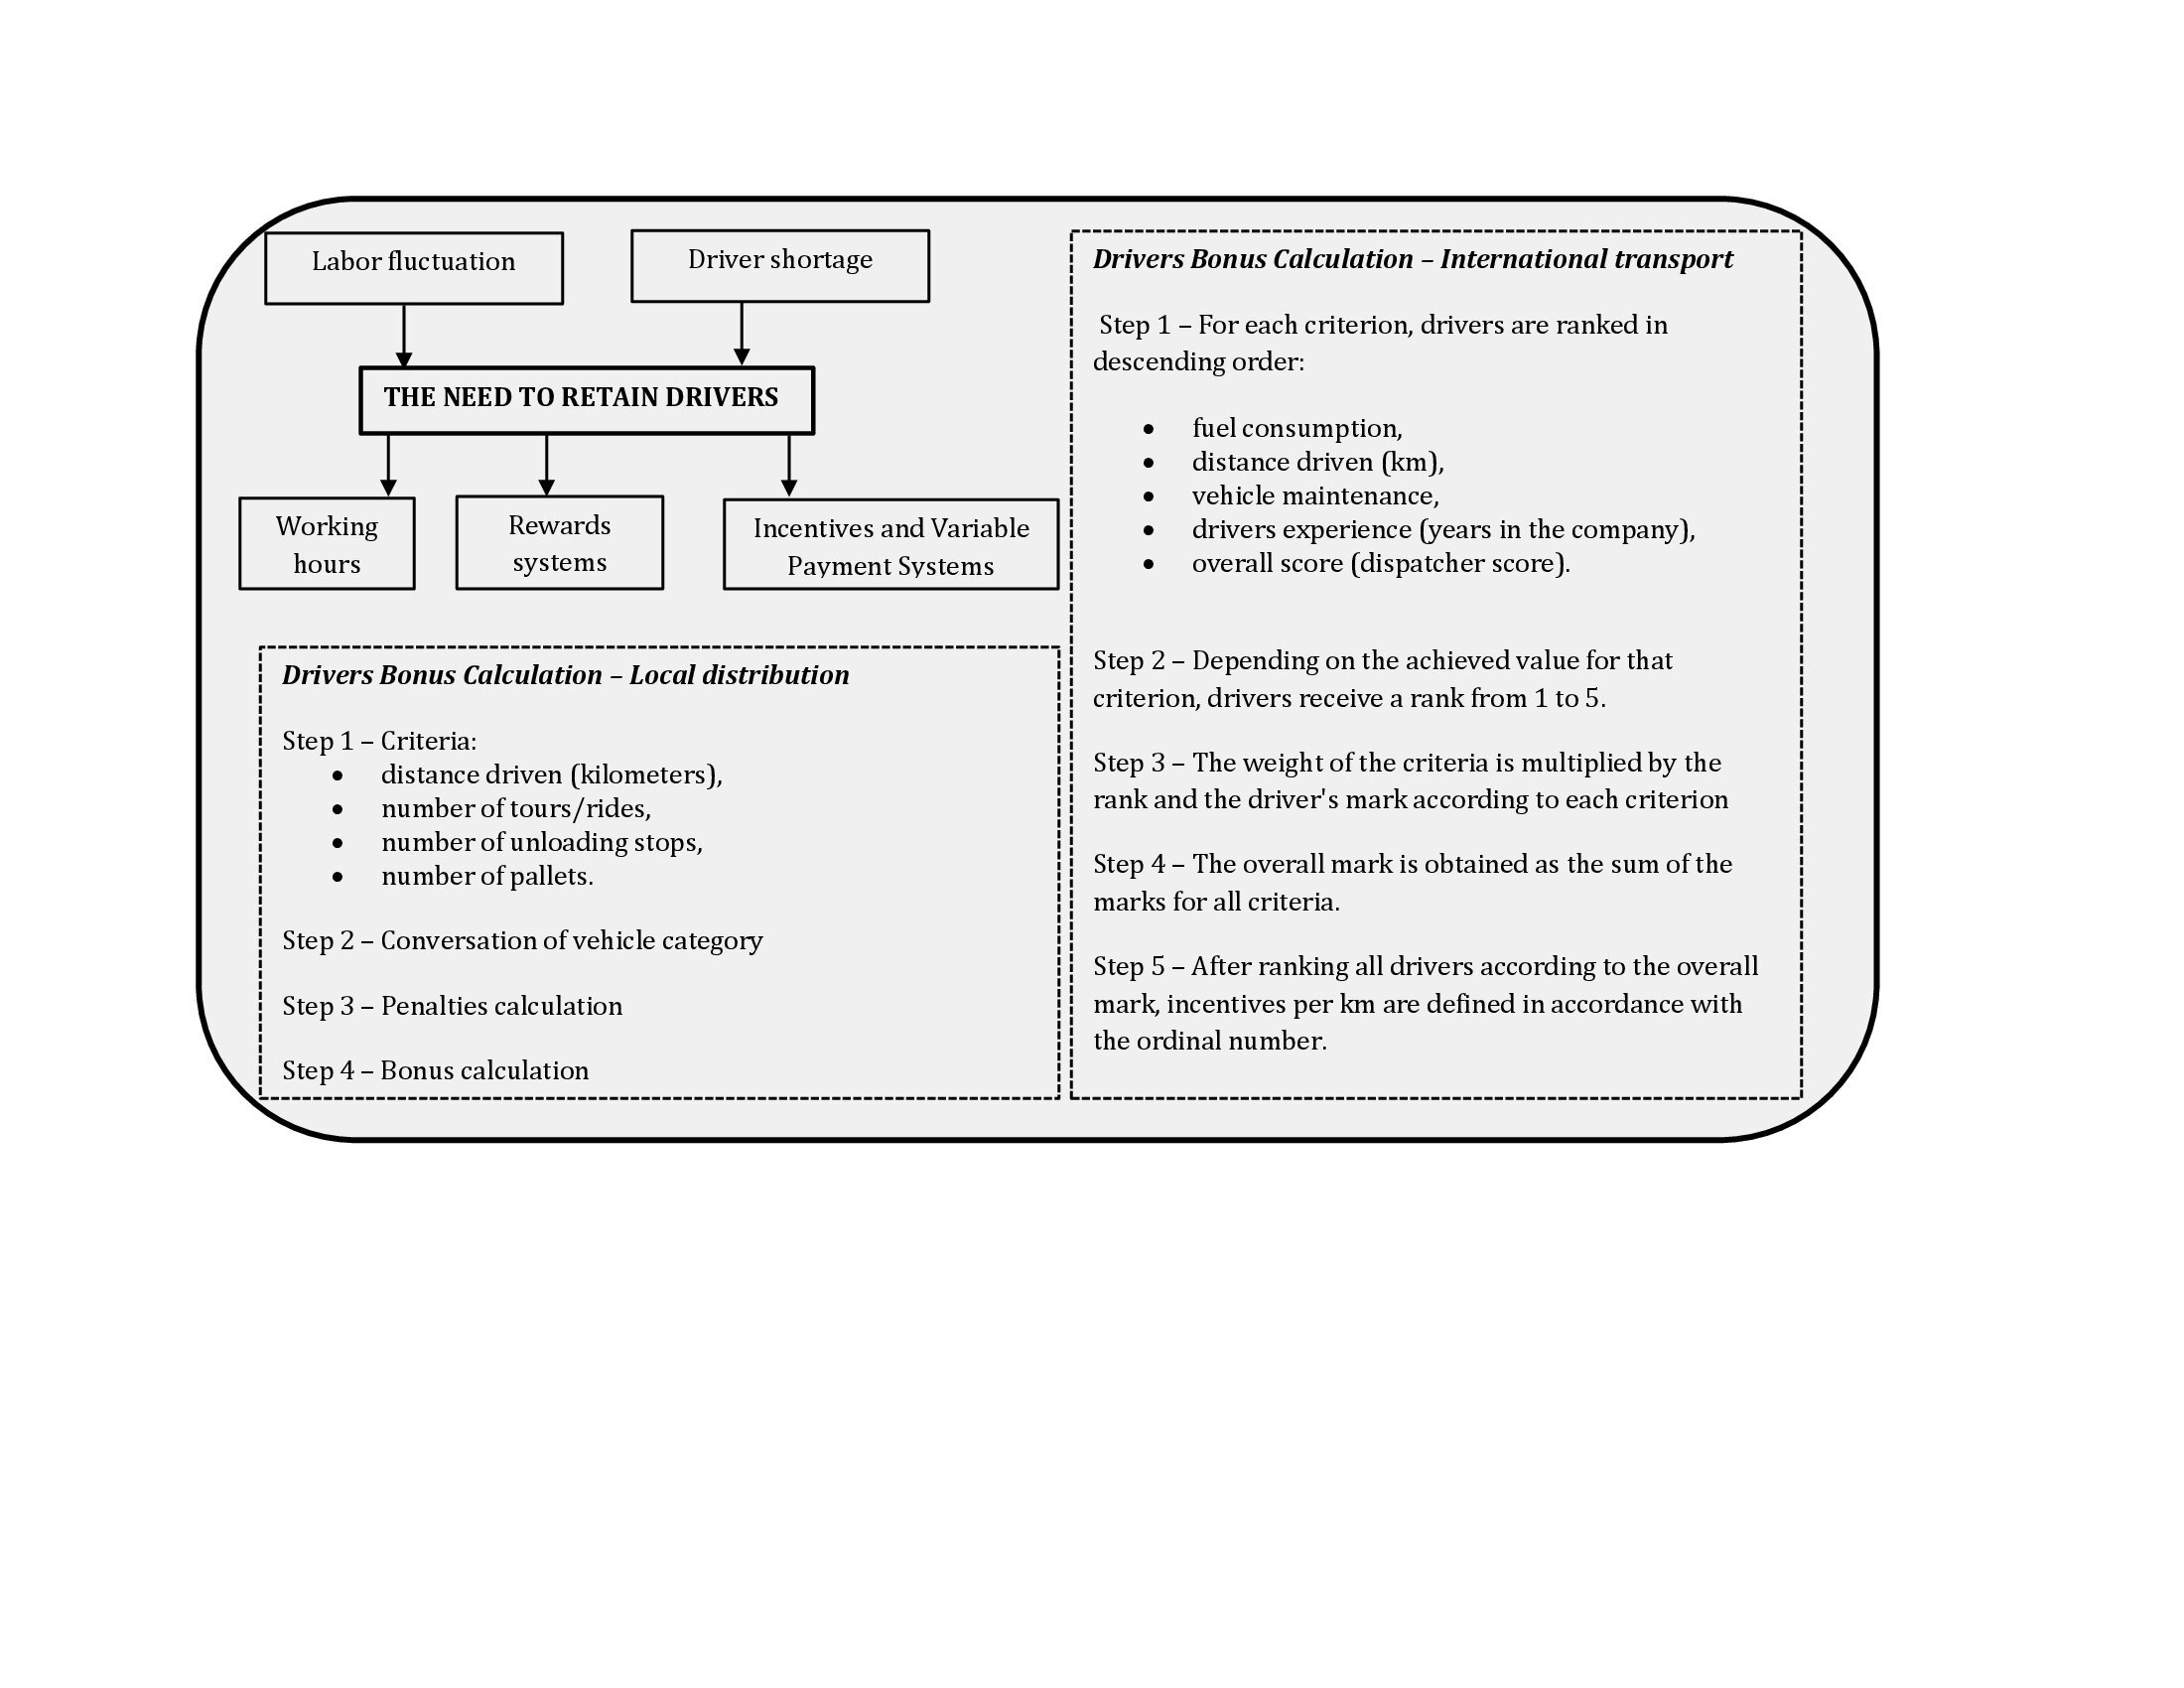 Labor fluctuation
Driver shortage
THE NEED TO RETAIN DRIVERS
Working
hours
Rewards
systems
Incentives and Variable
Payment Systems
Drivers Bonus Calculation – Local distribution
Step 1 – Criteria:
• distance driven (kilometers),
• number of tours/rides,
• number of unloading stops,
• number of pallets.
Step 2 – Conversation of vehicle category
Step 3 – Penalties calculation
Step 4 – Bonus calculation
Drivers Bonus Calculation – International transport
Step 1 – For each criterion, drivers are ranked in
descending order:
• fuel consumption,
• distance driven (km),
• vehicle maintenance,
• drivers experience (years in the company),
• overall score (dispatcher score).
Step 2 – Depending on the achieved value for that
criterion, drivers receive a rank from 1 to 5.
Step 3 – The weight of the criteria is multiplied by the
rank and the driver's mark according to each criterion
Step 4 – The overall mark is obtained as the sum of the
marks for all criteria.
Step 5 – After ranking all drivers according to the overall
mark, incentives per km are defined in accordance with
the ordinal number.